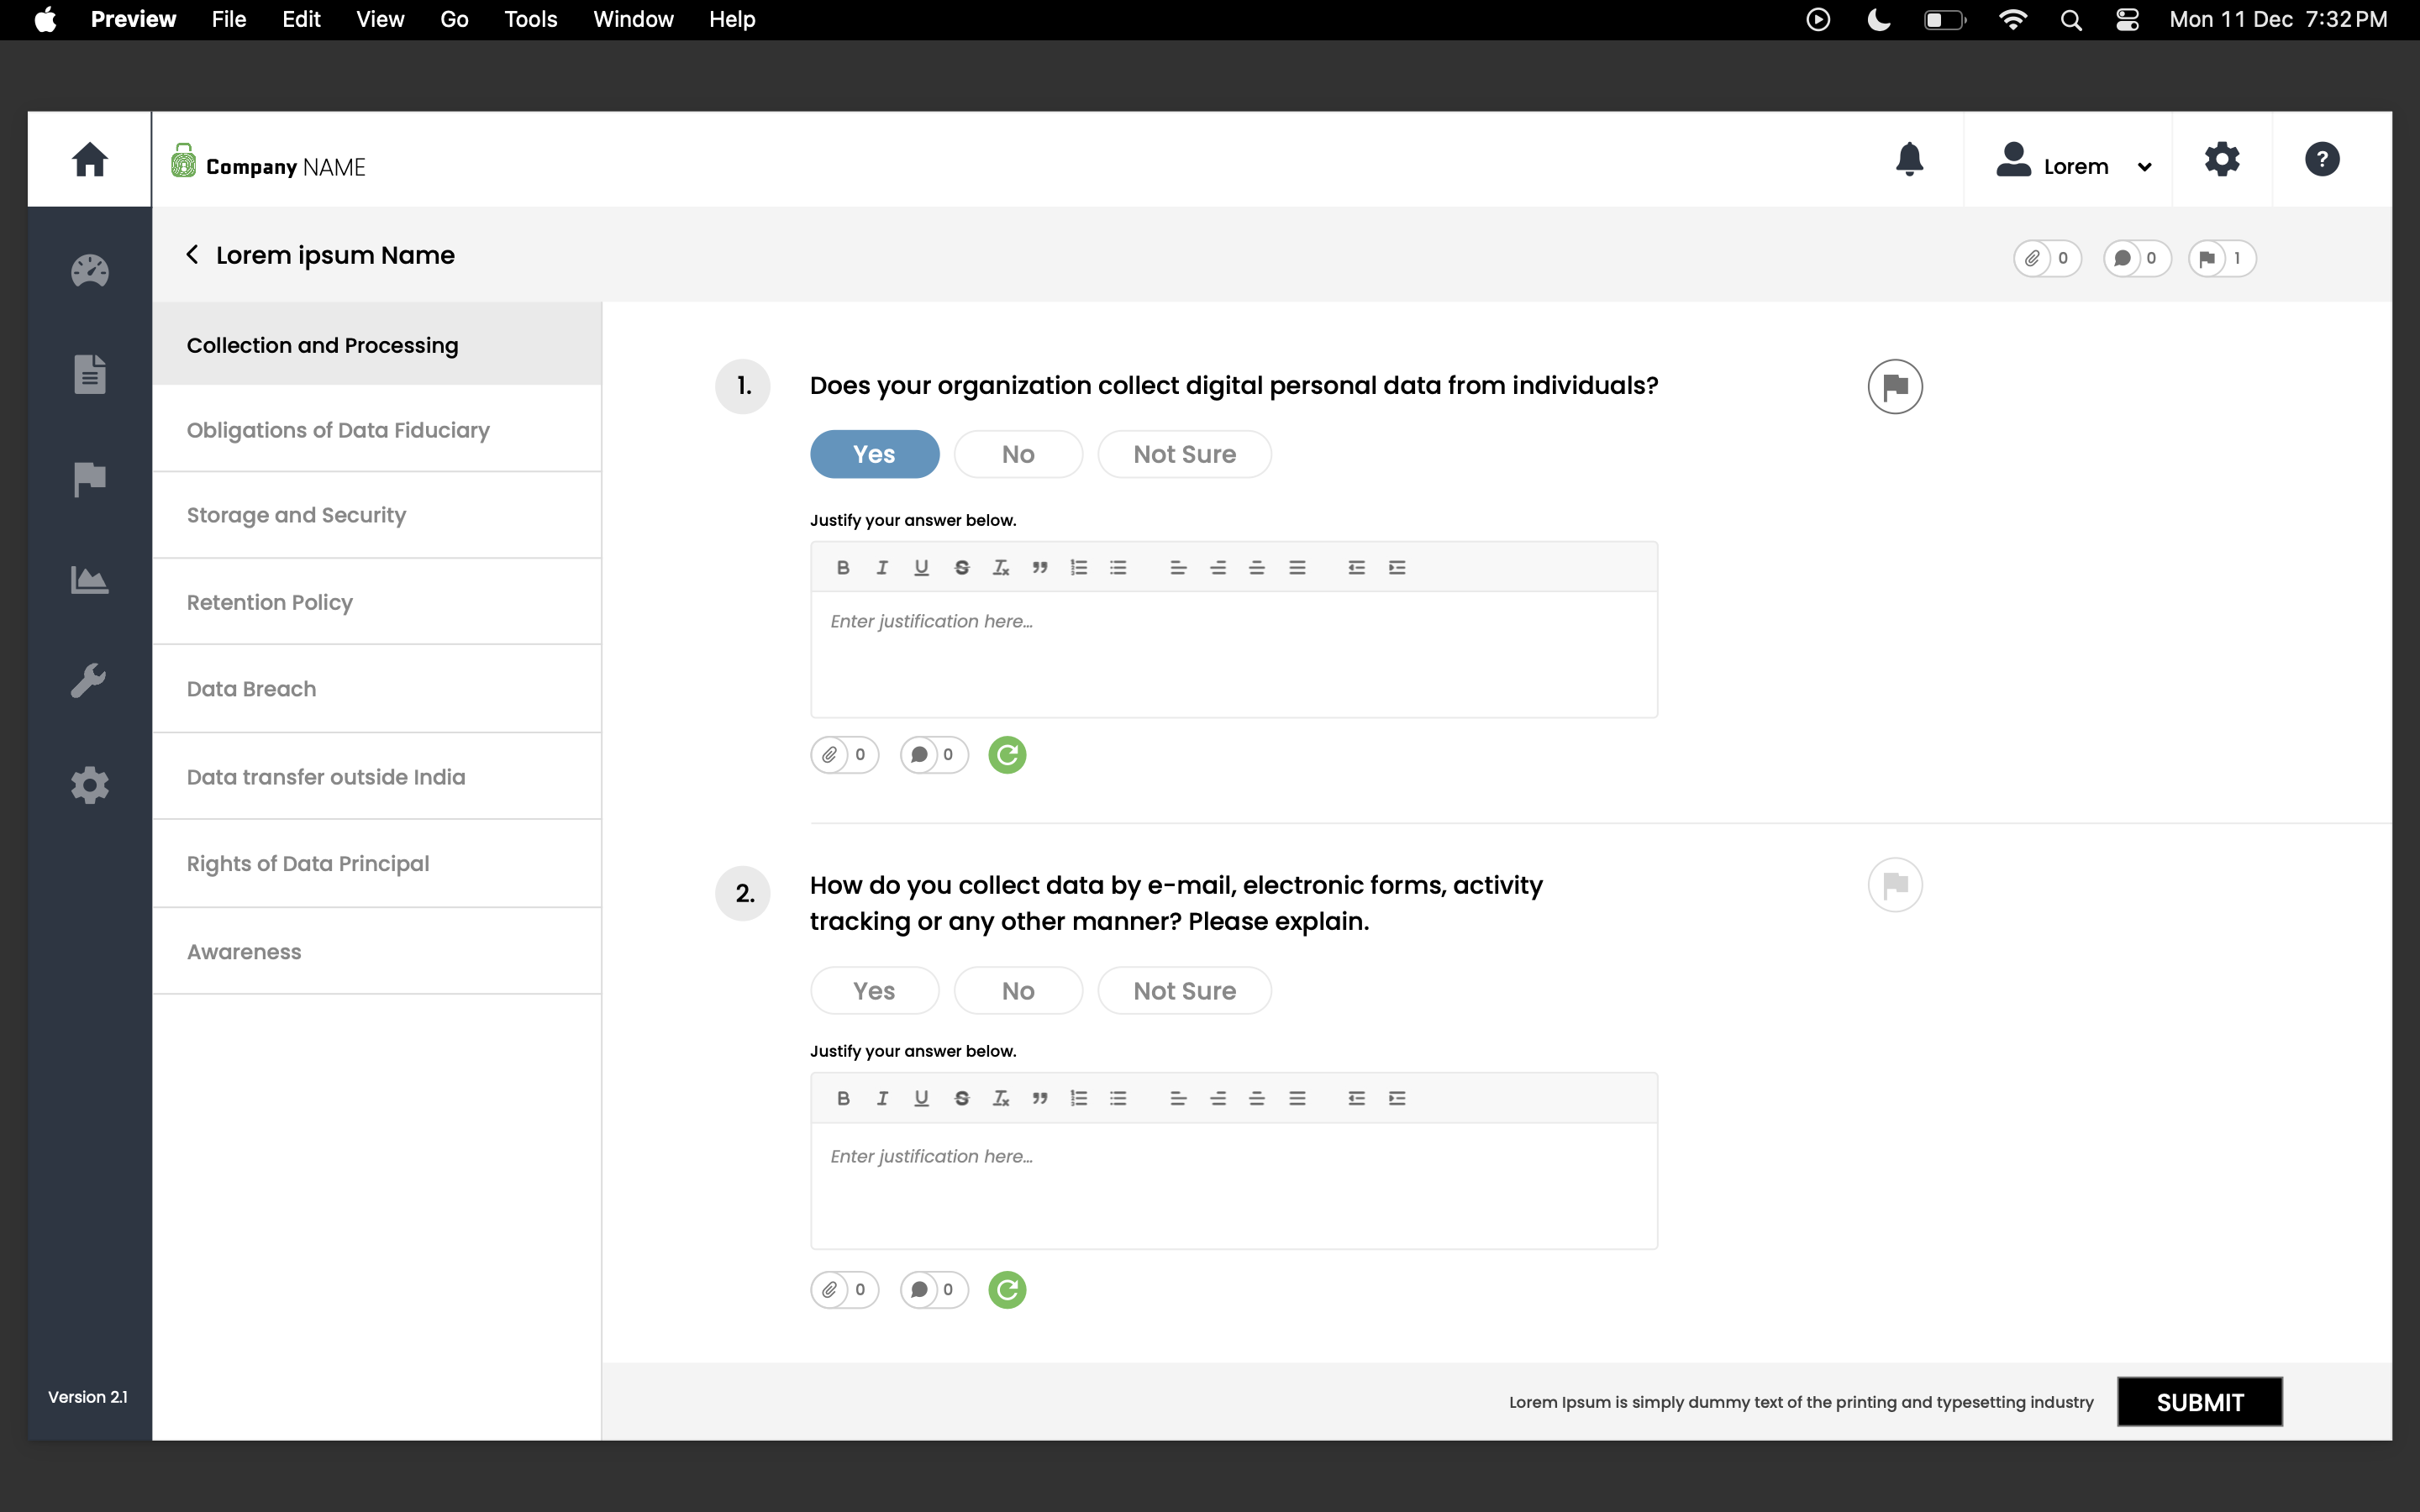 Preview File Edit View Go Tools Window Help Mon 11 Dec 7:32 PM
Company NAME
Lorem
?
Lorem ipsum Name
0 0 1
Collection and Processing
Obligations of Data Fiduciary
Storage and Security
Retention Policy
Data Breach
Data transfer outside India
Rights of Data Principal
Awareness
Version 2.1
1. Does your organization collect digital personal data from individuals?
Yes No Not Sure
Justify your answer below.
B I U S Tx
Enter justification here...
0 0
2. How do you collect data by e-mail, electronic forms, activity
tracking or any other manner? Please explain.
Yes No Not Sure
Justify your answer below.
B I U S Tx
Enter justification here...
0 0
Lorem Ipsum is simply dummy text of the printing and typesetting industry SUBMIT